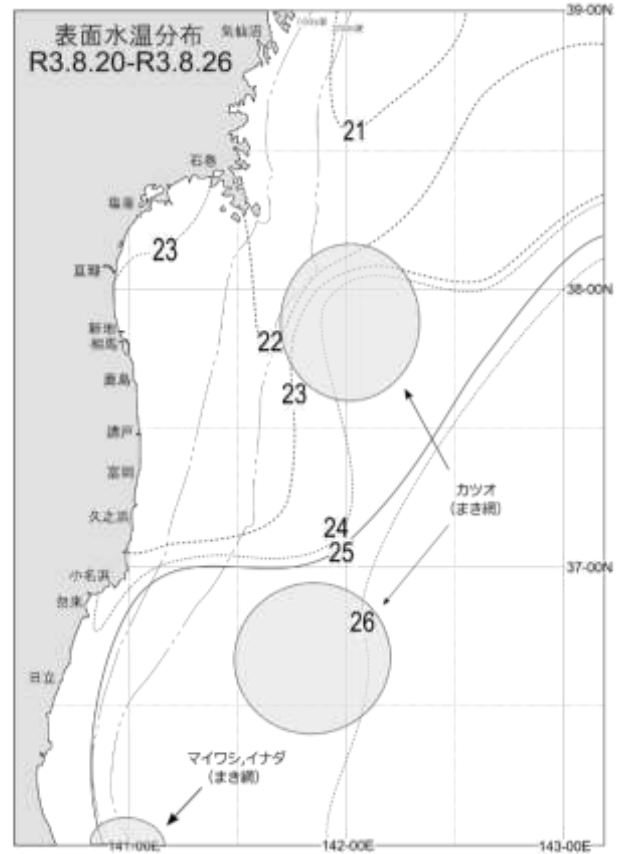 表面水温分布
R3.8.20-R3.8.26
39-00N
気仙沼
21
石巻
塩釜
23
亘理
38-00N
新地
相馬
22
鹿島
23
請戸
富岡
カツオ
(まき網)
久之浜
24
25
37-00N
小名浜
勿来
26
日立
マイワシ,イナダ
(まき網)
141-00E
142-00E
143-00E